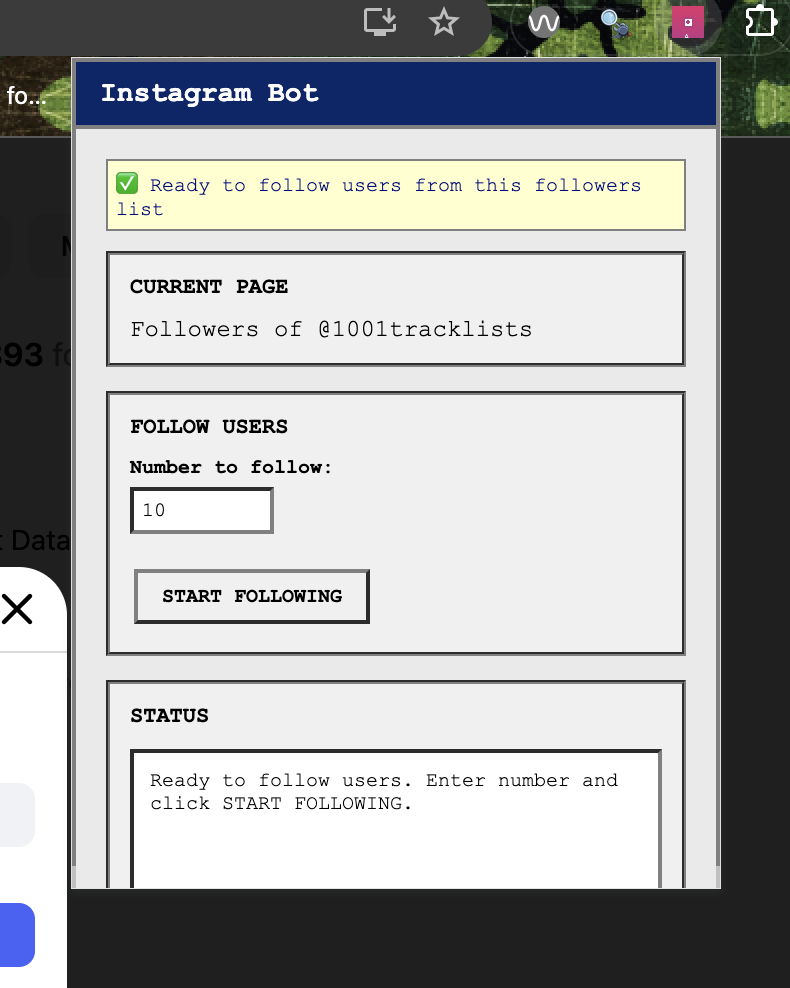 fo...
Instagram Bot
✅ Ready to follow users from this followers
list
CURRENT PAGE
Followers of @1001tracklists
93 fo
FOLLOW USERS
Number to follow:
10
Data
START FOLLOWING
STATUS
Ready to follow users. Enter number and
click START FOLLOWING.